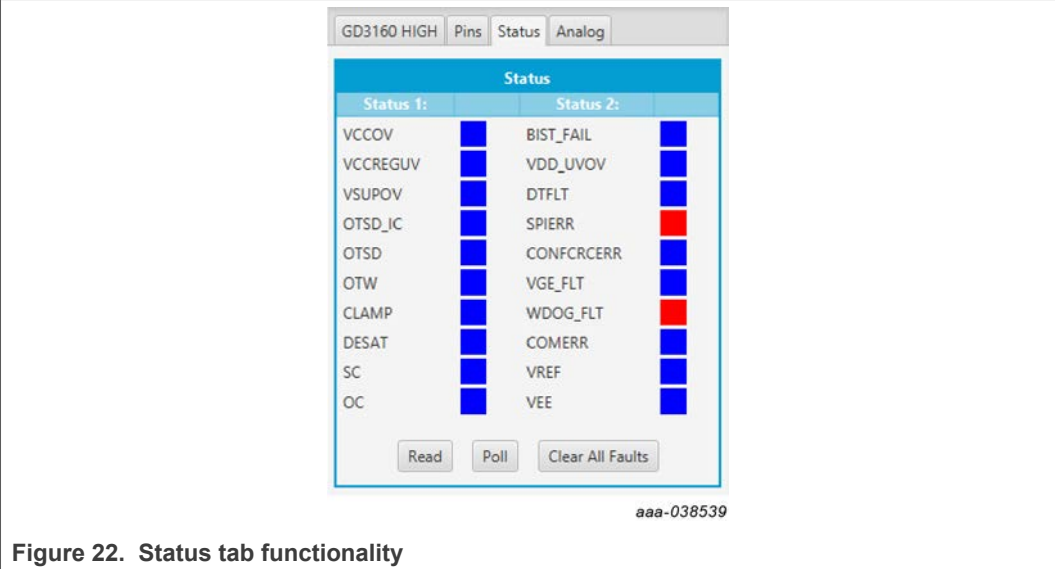 GD3160 HIGH Pins Status Analog
Status
Status 1: Status 2:
VCCOV BIST_FAIL
VCCREGUV VDD_UVOV
VSUPOV DTFLT
OTSD_IC SPIERR
OTSD CONFCRCERR
OTW VGE_FLT
CLAMP WDOG_FLT
DESAT COMERR
SC VREF
OC VEE
Read Poll Clear All Faults
aaa-038539
Figure 22. Status tab functionality